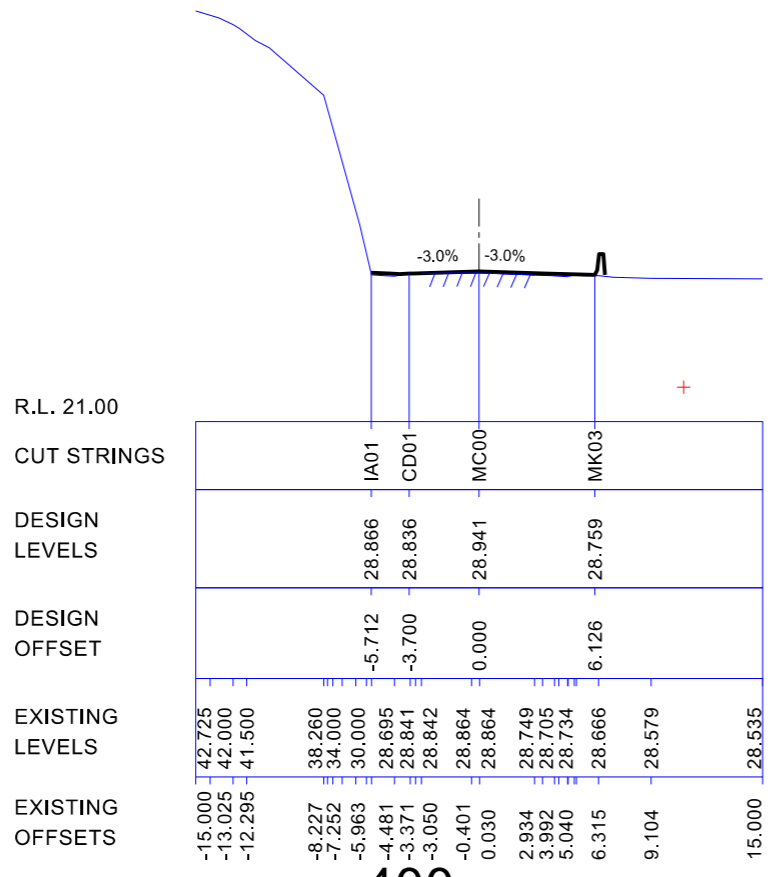 -3.0% -3.0%
R.L. 21.00
CUT STRINGS IA01 CD01 MC00 MK03
DESIGN LEVELS 28.866 28.836 28.941 28.759
DESIGN OFFSET -5.712 -3.700 0.000 6.126
EXISTING LEVELS 42.725 42.000 41.500 38.260 34.000 30.000 28.695 28.841 28.842 28.864 28.864 28.749 28.705 28.734 28.666 28.579 28.535
EXISTING OFFSETS -15.000 -13.025 -12.295 -8.227 -7.252 -5.963 -4.481 -3.371 -3.050 -0.401 0.030 2.934 3.992 5.040 6.315 9.104 15.000